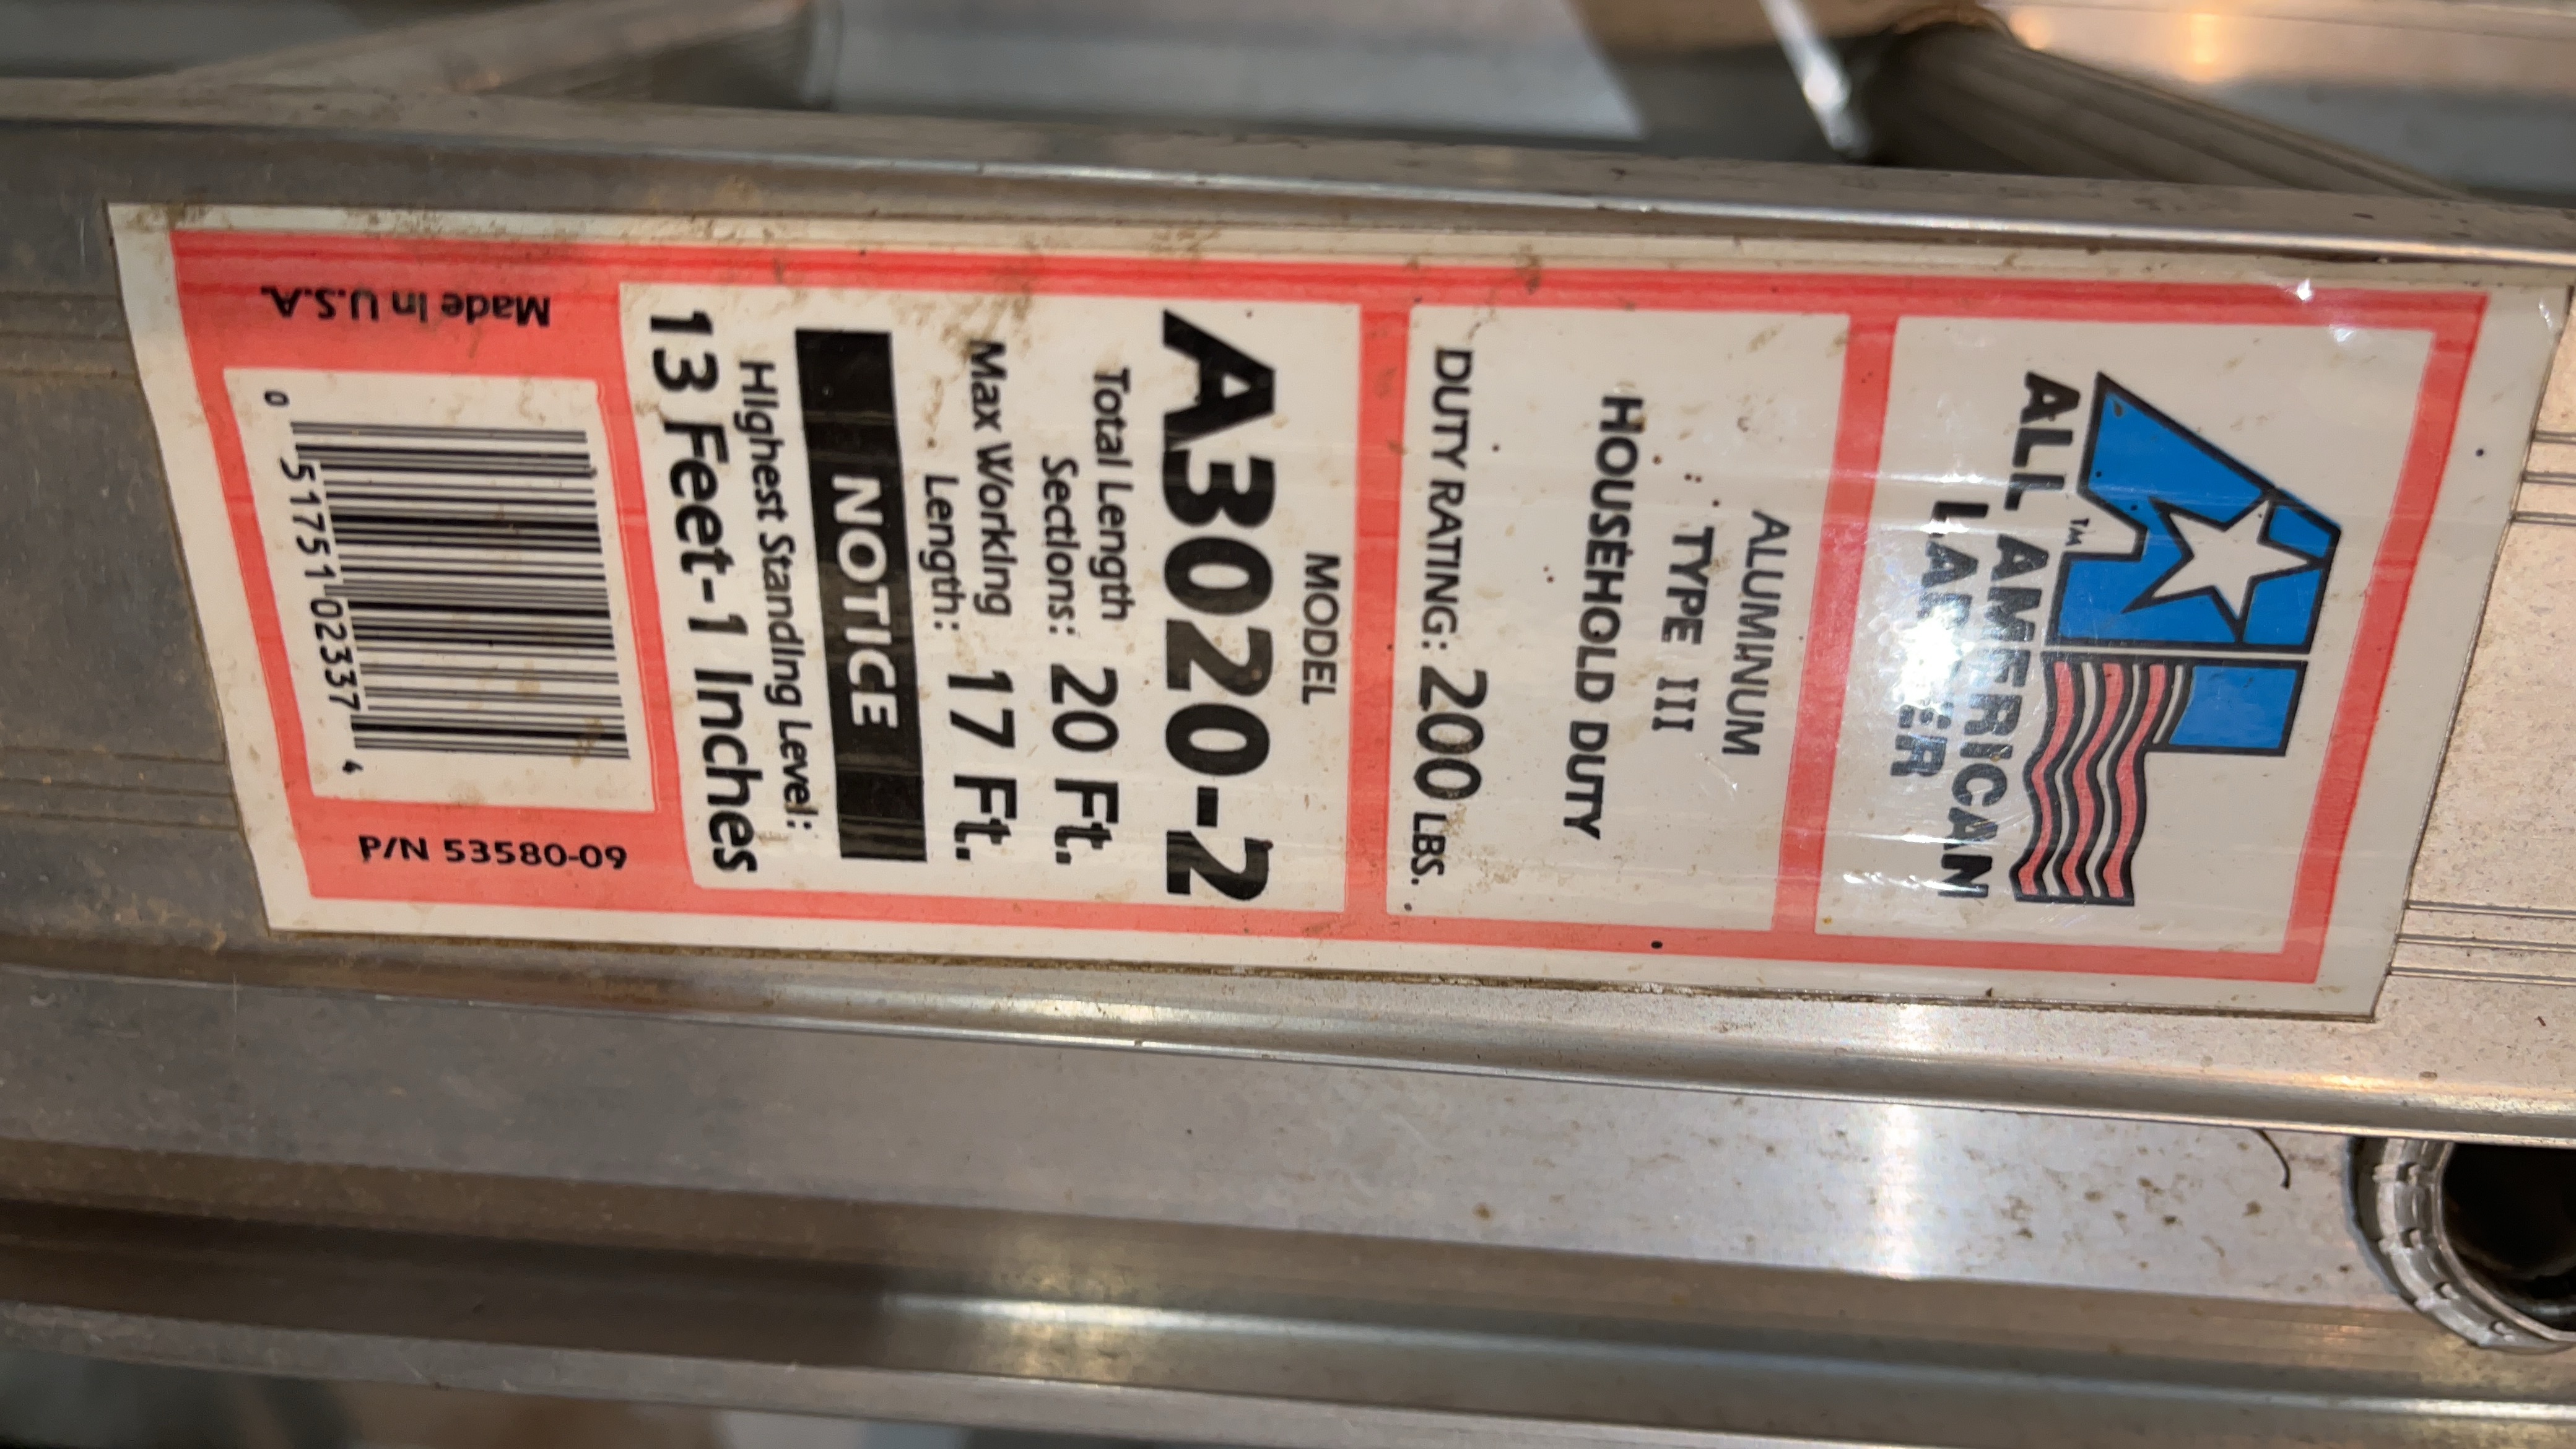 ALL AMERICAN
LADDER
TM
ALUMINUM
TYPE III
HOUSEHOLD DUTY
DUTY RATING: 200 LBS.
MODEL
A3020-2
Total Length
Sections: 20 Ft.
Max Working
Length: 17 Ft.
NOTICE
Highest Standing Level:
13 Feet-1 Inches
Made In U.S.A.
0 51751 02337 4
P/N 53580-09